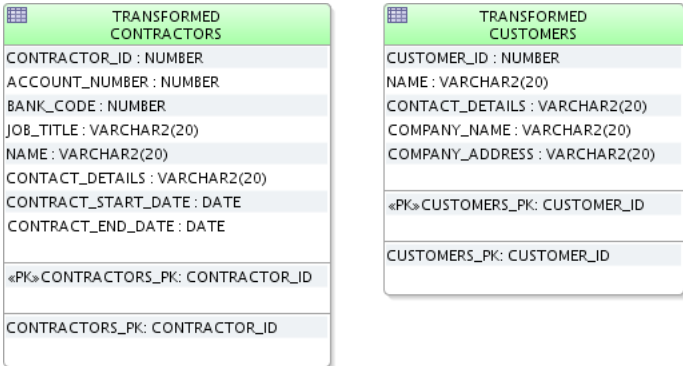 TRANSFORMED
CONTRACTORS
CONTRACTOR_ID : NUMBER
ACCOUNT_NUMBER : NUMBER
BANK_CODE : NUMBER
JOB_TITLE : VARCHAR2(20)
NAME : VARCHAR2(20)
CONTACT_DETAILS : VARCHAR2(20)
CONTRACT_START_DATE : DATE
CONTRACT_END_DATE : DATE
«PK» CONTRACTORS_PK: CONTRACTOR_ID
CONTRACTORS_PK: CONTRACTOR_ID
TRANSFORMED
CUSTOMERS
CUSTOMER_ID : NUMBER
NAME : VARCHAR2(20)
CONTACT_DETAILS : VARCHAR2(20)
COMPANY_NAME : VARCHAR2(20)
COMPANY_ADDRESS : VARCHAR2(20)
«PK» CUSTOMERS_PK: CUSTOMER_ID
CUSTOMERS_PK: CUSTOMER_ID